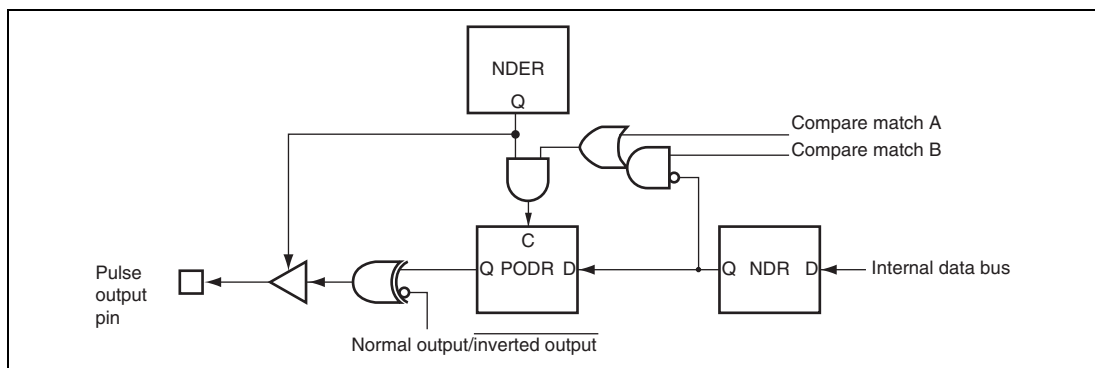 NDER
Q
Compare match A
Compare match B
C
Q PODR D
Q NDR D
Internal data bus
Pulse
output
pin
Normal output/inverted output